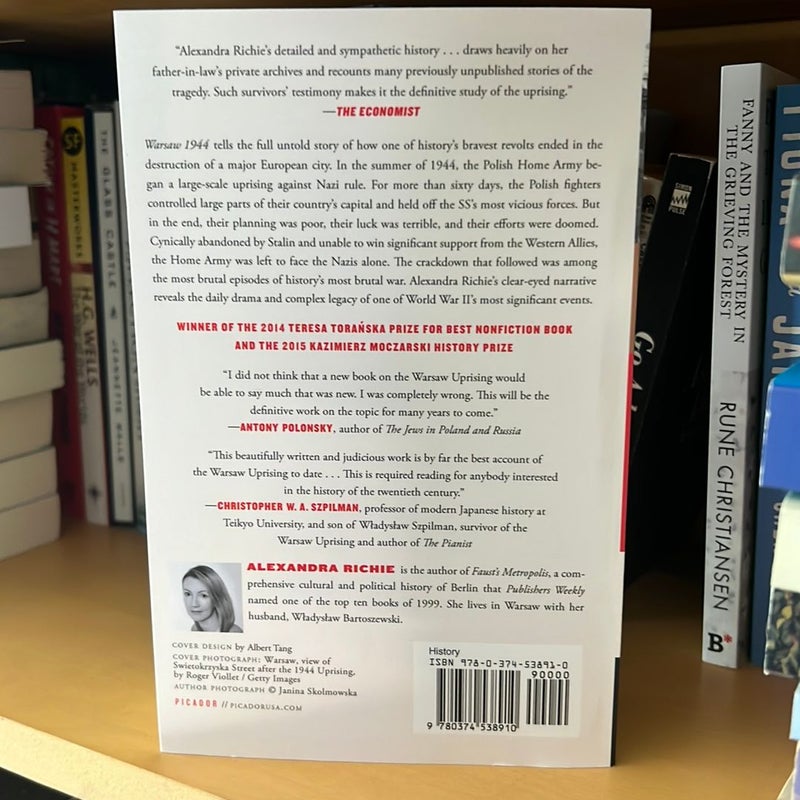 "Alexandra Richie's detailed and sympathetic history . . . draws heavily on her
father-in-law's private archives and recounts many previously unpublished stories of the
tragedy. Such survivors' testimony makes it the definitive study of the uprising."
—THE ECONOMIST
Warsaw 1944 tells the full untold story of how one of history's bravest revolts ended in the
destruction of a major European city. In the summer of 1944, the Polish Home Army be-
gan a large-scale uprising against Nazi rule. For more than sixty days, the Polish fighters
controlled large parts of their country's capital and held off the SS's most vicious forces. But
in the end, their planning was poor, their luck was terrible, and their efforts were doomed.
Cynically abandoned by Stalin and unable to win significant support from the Western Allies,
the Home Army was left to face the Nazis alone. The crackdown that followed was among
the most brutal episodes of history's most brutal war. Alexandra Richie's clear-eyed narrative
reveals the daily drama and complex legacy of one of World War II's most significant events.
WINNER OF THE 2014 TERESA TORAŃSKA PRIZE FOR BEST NONFICTION BOOK
AND THE 2015 KAZIMIERZ MOCZARSKI HISTORY PRIZE
"I did not think that a new book on the Warsaw Uprising would
be able to say much that was new. I was completely wrong. This will be the
definitive work on the topic for many years to come."
—ANTONY POLONSKY, author of The Jews in Poland and Russia
"This beautifully written and judicious work is by far the best account of
the Warsaw Uprising to date . . . This is required reading for anybody interested
in the history of the twentieth century."
—CHRISTOPHER W. A. SZPILMAN, professor of modern Japanese history at
Teikyo University, and son of Władysław Szpilman, survivor of the
Warsaw Uprising and author of The Pianist
ALEXANDRA RICHIE is the author of Faust's Metropolis, a com-
prehensive cultural and political history of Berlin that Publishers Weekly
named one of the top ten books of 1999. She lives in Warsaw with her
husband, Władysław Bartoszewski.
COVER DESIGN by Albert Tang
COVER PHOTOGRAPH: Warsaw, view of
Swietokrzyska Street after the 1944 Uprising,
by Roger Viollet / Getty Images
AUTHOR PHOTOGRAPH © Janina Skolmowska
PICADOR // PICADORUSA.COM
History
ISBN 978-0-374-53891-0
90000
9 780374 538910
SF MASTERWORKS
H.G. WELLS
THE GLASS CASTLE
JEANNETTE WALLS
SIMON
PULSE
FANNY AND THE MYSTERY IN
THE GRIEVING FOREST
RUNE CHRISTIANSEN
B*